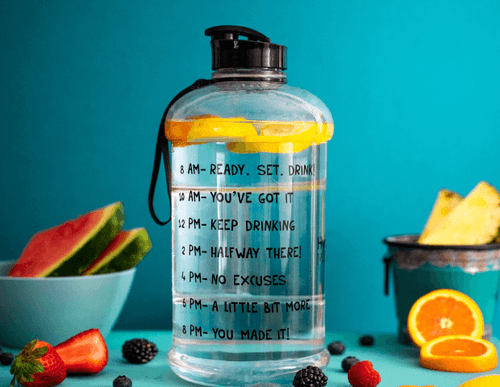 8 AM- READY. SET. DRINK!
10 AM- YOU'VE GOT IT
12 PM- KEEP DRINKING
2 PM- HALFWAY THERE!
4 PM- NO EXCUSES
6 PM- A LITTLE BIT MORE
8 PM- YOU MADE IT!